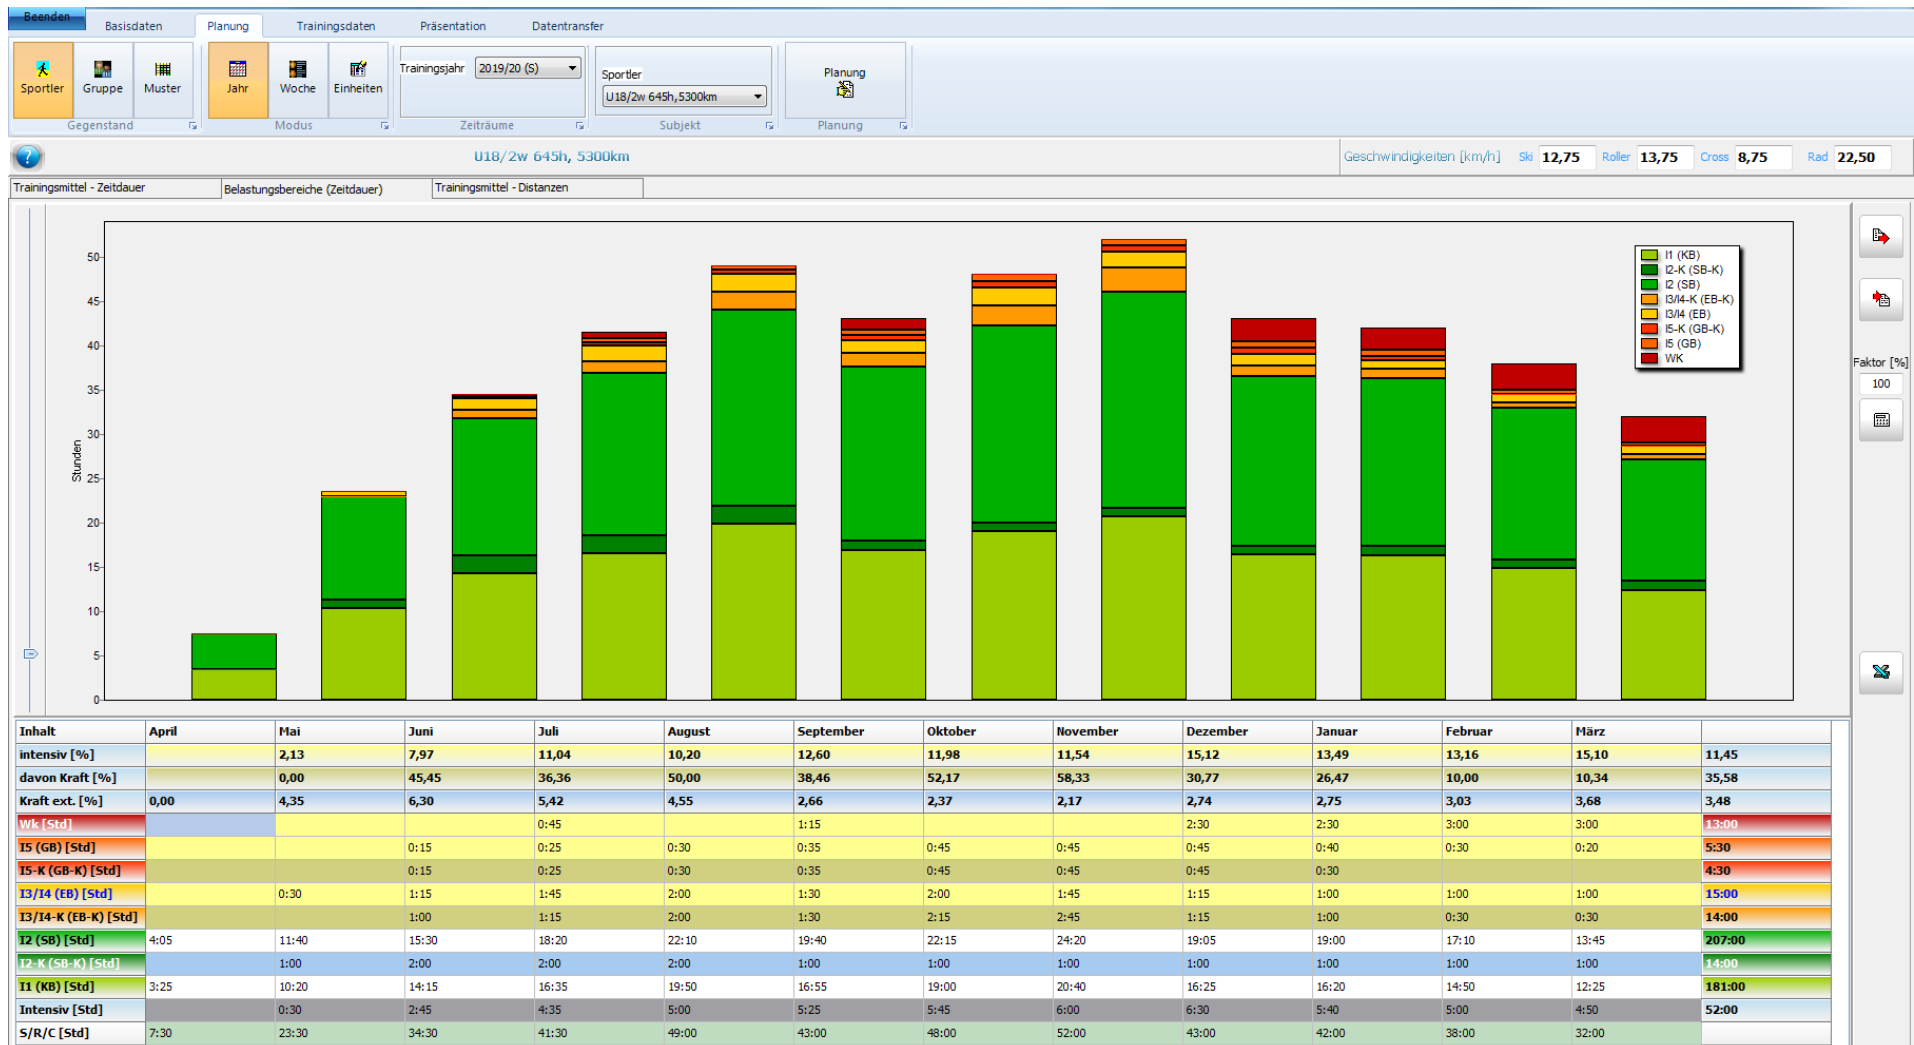 Beenden
Basisdaten Planung Trainingsdaten Präsentation Datentransfer
Sportler Gruppe Muster Jahr Woche Einheiten
Trainingsjahr 2019/20 (S)
Sportler
U18/2w 645h,5300km
Planung
Gegenstand Modus Zeiträume Subjekt Planung
U18/2w 645h, 5300km
Geschwindigkeiten [km/h] Ski 12,75 Roller 13,75 Cross 8,75 Rad 22,50
Trainingsmittel - Zeitdauer Belastungsbereiche (Zeitdauer) Trainingsmittel - Distanzen
Stunden
50
45
40
35
30
25
20
15
10
5
0
I1 (KB)
I2-K (SB-K)
I2 (SB)
I3/I4-K (EB-K)
I3/I4 (EB)
I5-K (GB-K)
I5 (GB)
WK
Faktor [%]
100
Inhalt April Mai Juni Juli August September Oktober November Dezember Januar Februar März
intensiv [%] 2,13 7,97 11,04 10,20 12,60 11,98 11,54 15,12 13,49 13,16 15,10 11,45
davon Kraft [%] 0,00 45,45 36,36 50,00 38,46 52,17 58,33 30,77 26,47 10,00 10,34 35,58
Kraft ext. [%] 0,00 4,35 6,30 5,42 4,55 2,66 2,37 2,17 2,74 2,75 3,03 3,68 3,48
Wk [Std] 0:45 1:15 2:30 2:30 3:00 3:00 13:00
I5 (GB) [Std] 0:15 0:25 0:30 0:35 0:45 0:45 0:45 0:40 0:30 0:20 5:30
I5-K (GB-K) [Std] 0:15 0:25 0:30 0:35 0:45 0:45 0:45 0:30 4:30
I3/I4 (EB) [Std] 0:30 1:15 1:45 2:00 1:30 2:00 1:45 1:15 1:00 1:00 1:00 15:00
I3/I4-K (EB-K) [Std] 1:00 1:15 2:00 1:30 2:15 2:45 1:15 1:00 0:30 0:30 14:00
I2 (SB) [Std] 4:05 11:40 15:30 18:20 22:10 19:40 22:15 24:20 19:05 19:00 17:10 13:45 207:00
I2-K (SB-K) [Std] 1:00 2:00 2:00 2:00 1:00 1:00 1:00 1:00 1:00 1:00 1:00 14:00
I1 (KB) [Std] 3:25 10:20 14:15 16:35 19:50 16:55 19:00 20:40 16:25 16:20 14:50 12:25 181:00
Intensiv [Std] 0:30 2:45 4:35 5:00 5:25 5:45 6:00 6:30 5:40 5:00 4:50 52:00
S/R/C [Std] 7:30 23:30 34:30 41:30 49:00 43:00 48:00 52:00 43:00 42:00 38:00 32:00